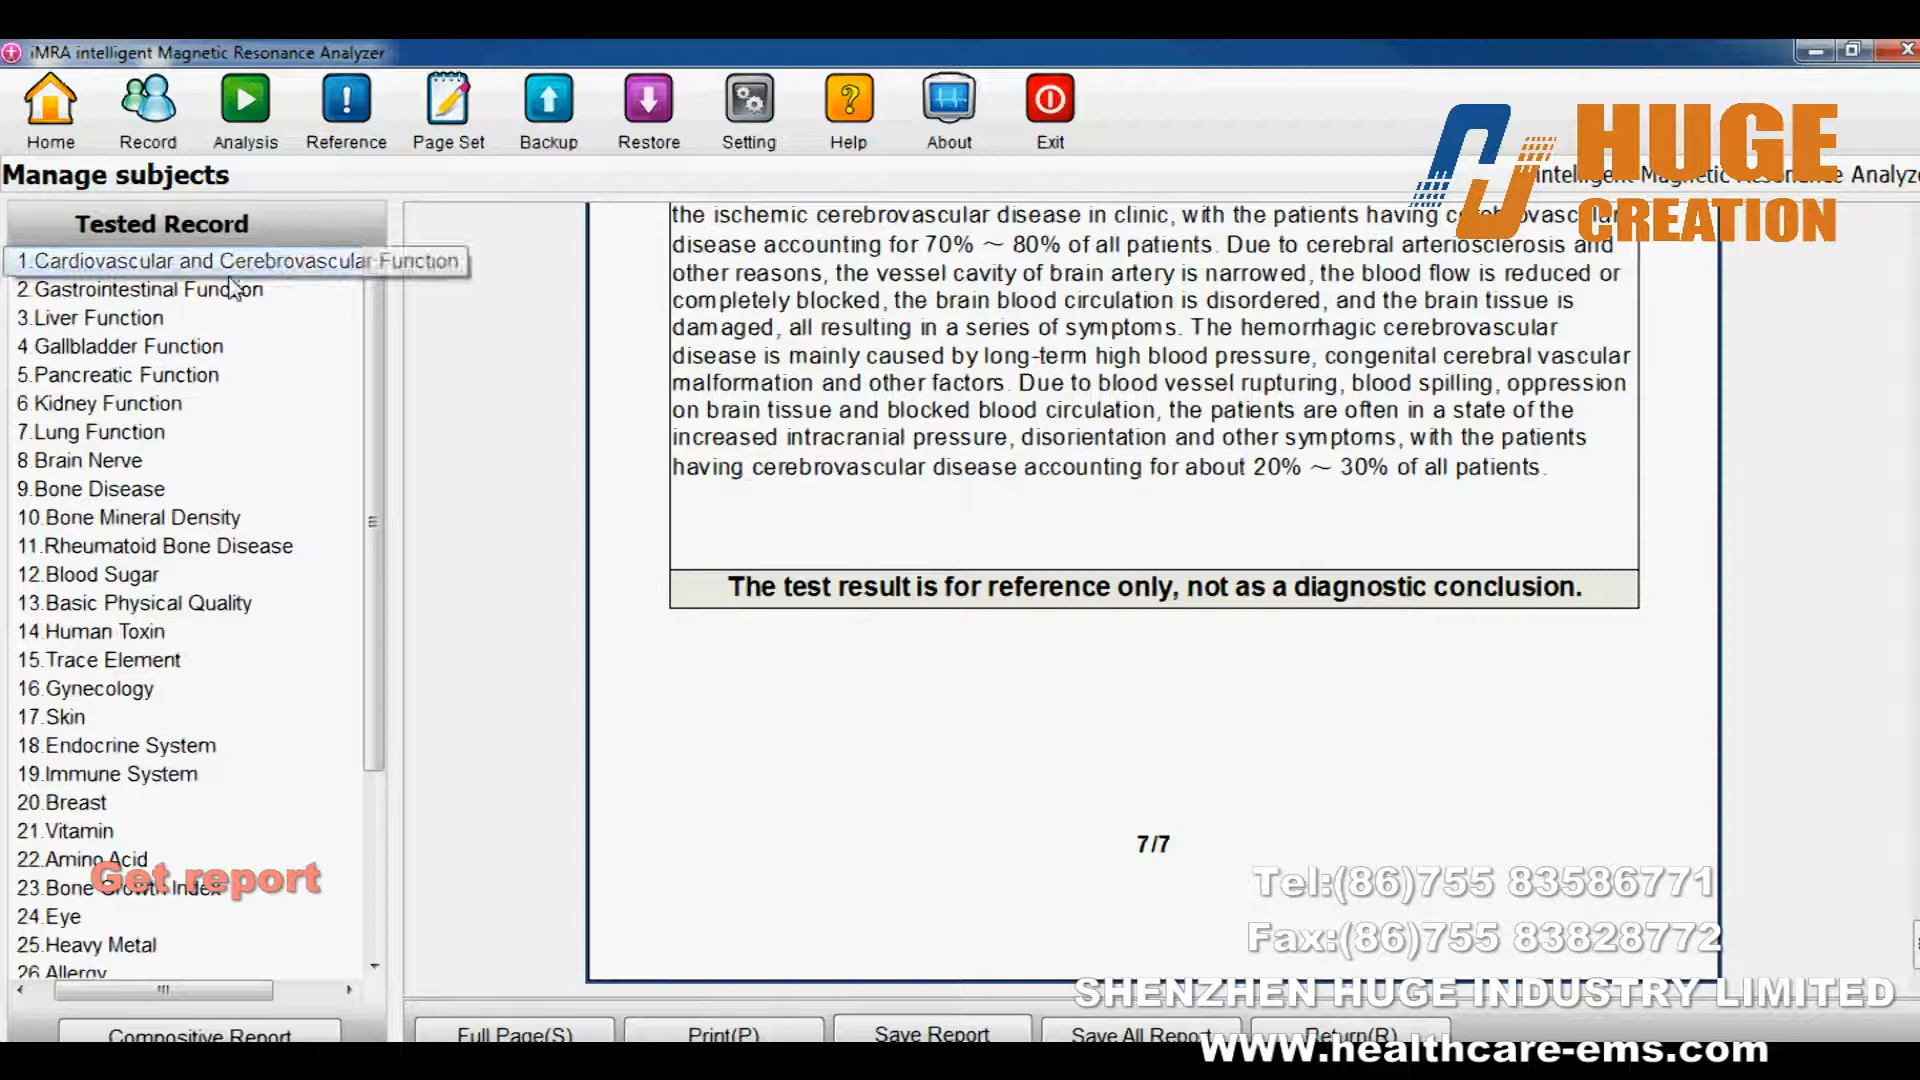 iMRA intelligent Magnetic Resonance Analyzer
Home Record Analysis Reference Page Set Backup Restore Setting Help About Exit
HUGE
CREATION
Manage subjects
intelligent Magnetic Resonance Analyze
Tested Record
1.Cardiovascular and Cerebrovascular Function
2.Gastrointestinal Function
3.Liver Function
4.Gallbladder Function
5.Pancreatic Function
6.Kidney Function
7.Lung Function
8.Brain Nerve
9.Bone Disease
10.Bone Mineral Density
11.Rheumatoid Bone Disease
12.Blood Sugar
13.Basic Physical Quality
14.Human Toxin
15.Trace Element
16.Gynecology
17.Skin
18.Endocrine System
19.Immune System
20.Breast
21.Vitamin
22.Amino Acid
23.Bone Growth Index
24.Eye
25.Heavy Metal
26.Allergy
Get report
Compositive Report
the ischemic cerebrovascular disease in clinic, with the patients having cerebrovascular
disease accounting for 70% ～ 80% of all patients. Due to cerebral arteriosclerosis and
other reasons, the vessel cavity of brain artery is narrowed, the blood flow is reduced or
completely blocked, the brain blood circulation is disordered, and the brain tissue is
damaged, all resulting in a series of symptoms. The hemorrhagic cerebrovascular
disease is mainly caused by long-term high blood pressure, congenital cerebral vascular
malformation and other factors. Due to blood vessel rupturing, blood spilling, oppression
on brain tissue and blocked blood circulation, the patients are often in a state of the
increased intracranial pressure, disorientation and other symptoms, with the patients
having cerebrovascular disease accounting for about 20% ～ 30% of all patients.
The test result is for reference only, not as a diagnostic conclusion.
7/7
Tel:(86)755 83586771
Fax:(86)755 83828772
SHENZHEN HUGE INDUSTRY LIMITED
Full Page(S) Print(P) Save Report Save All Report Return(R)
www.healthcare-ems.com